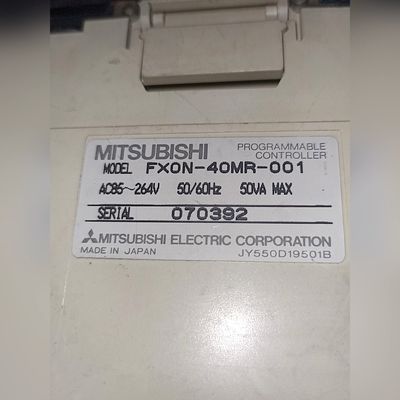 MITSUBISHI PROGRAMMABLE CONTROLLER
MODEL FX0N-40MR-001
AC85~264V 50/60Hz 50VA MAX
SERIAL 070392
MITSUBISHI ELECTRIC CORPORATION
MADE IN JAPAN JY550D19501B